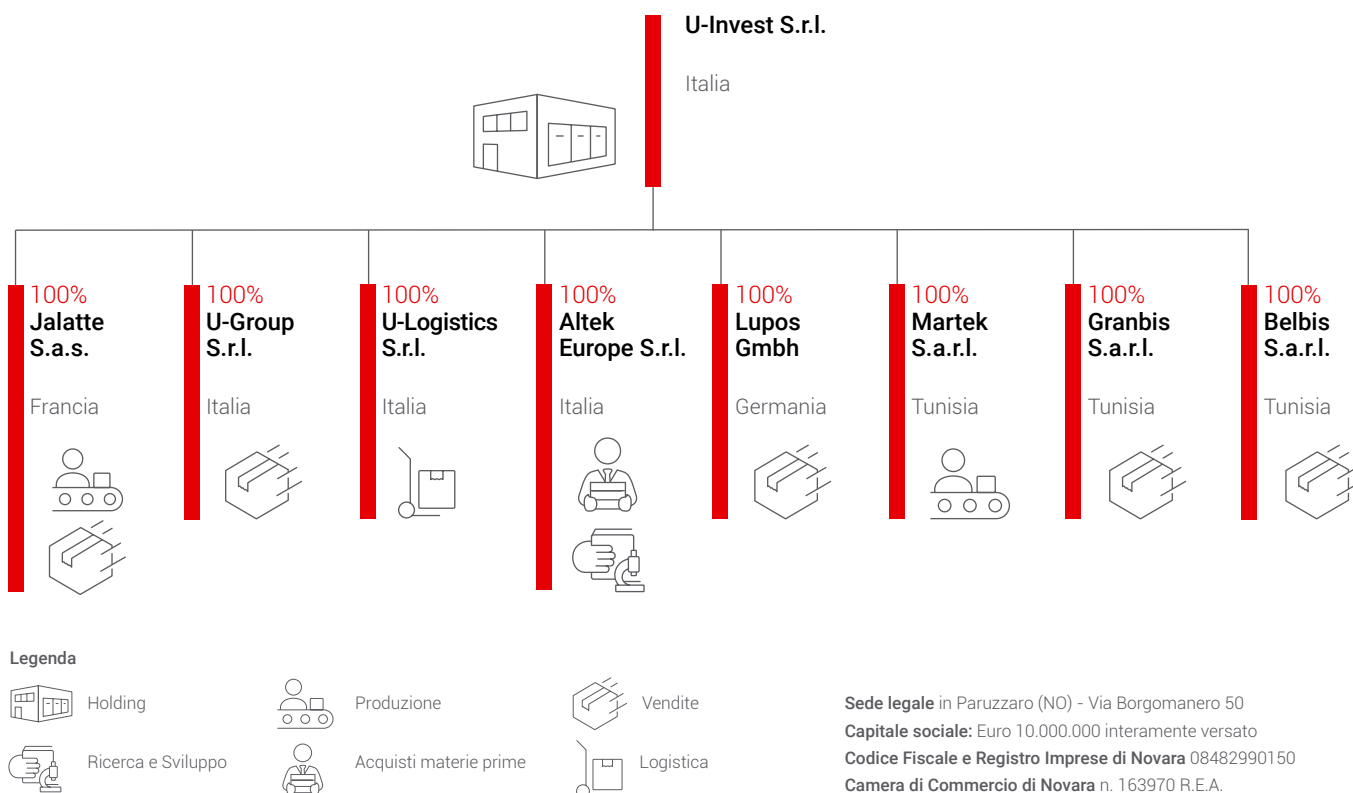 U-Invest S.r.l.
Italia
100%
Jalatte
S.a.s.
Francia
100%
U-Group
S.r.l.
Italia
100%
U-Logistics
S.r.l.
Italia
100%
Altek
Europe S.r.l.
Italia
100%
Lupos
Gmbh
Germania
100%
Martek
S.a.r.l.
Tunisia
100%
Granbis
S.a.r.l.
Tunisia
100%
Belbis
S.a.r.l.
Tunisia
Legenda
Holding
Produzione
Vendite
Ricerca e Sviluppo
Acquisti materie prime
Logistica
Sede legale in Paruzzaro (NO) - Via Borgomanero 50
Capitale sociale: Euro 10.000.000 interamente versato
Codice Fiscale e Registro Imprese di Novara 08482990150
Camera di Commercio di Novara n. 163970 R.E.A.